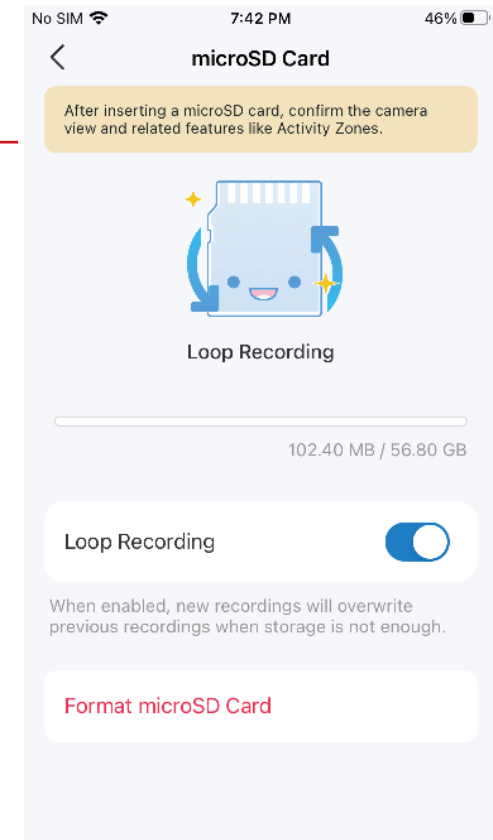 No SIM 7:42 PM 46%
microSD Card
After inserting a microSD card, confirm the camera
view and related features like Activity Zones.
Loop Recording
102.40 MB / 56.80 GB
Loop Recording
When enabled, new recordings will overwrite
previous recordings when storage is not enough.
Format microSD Card